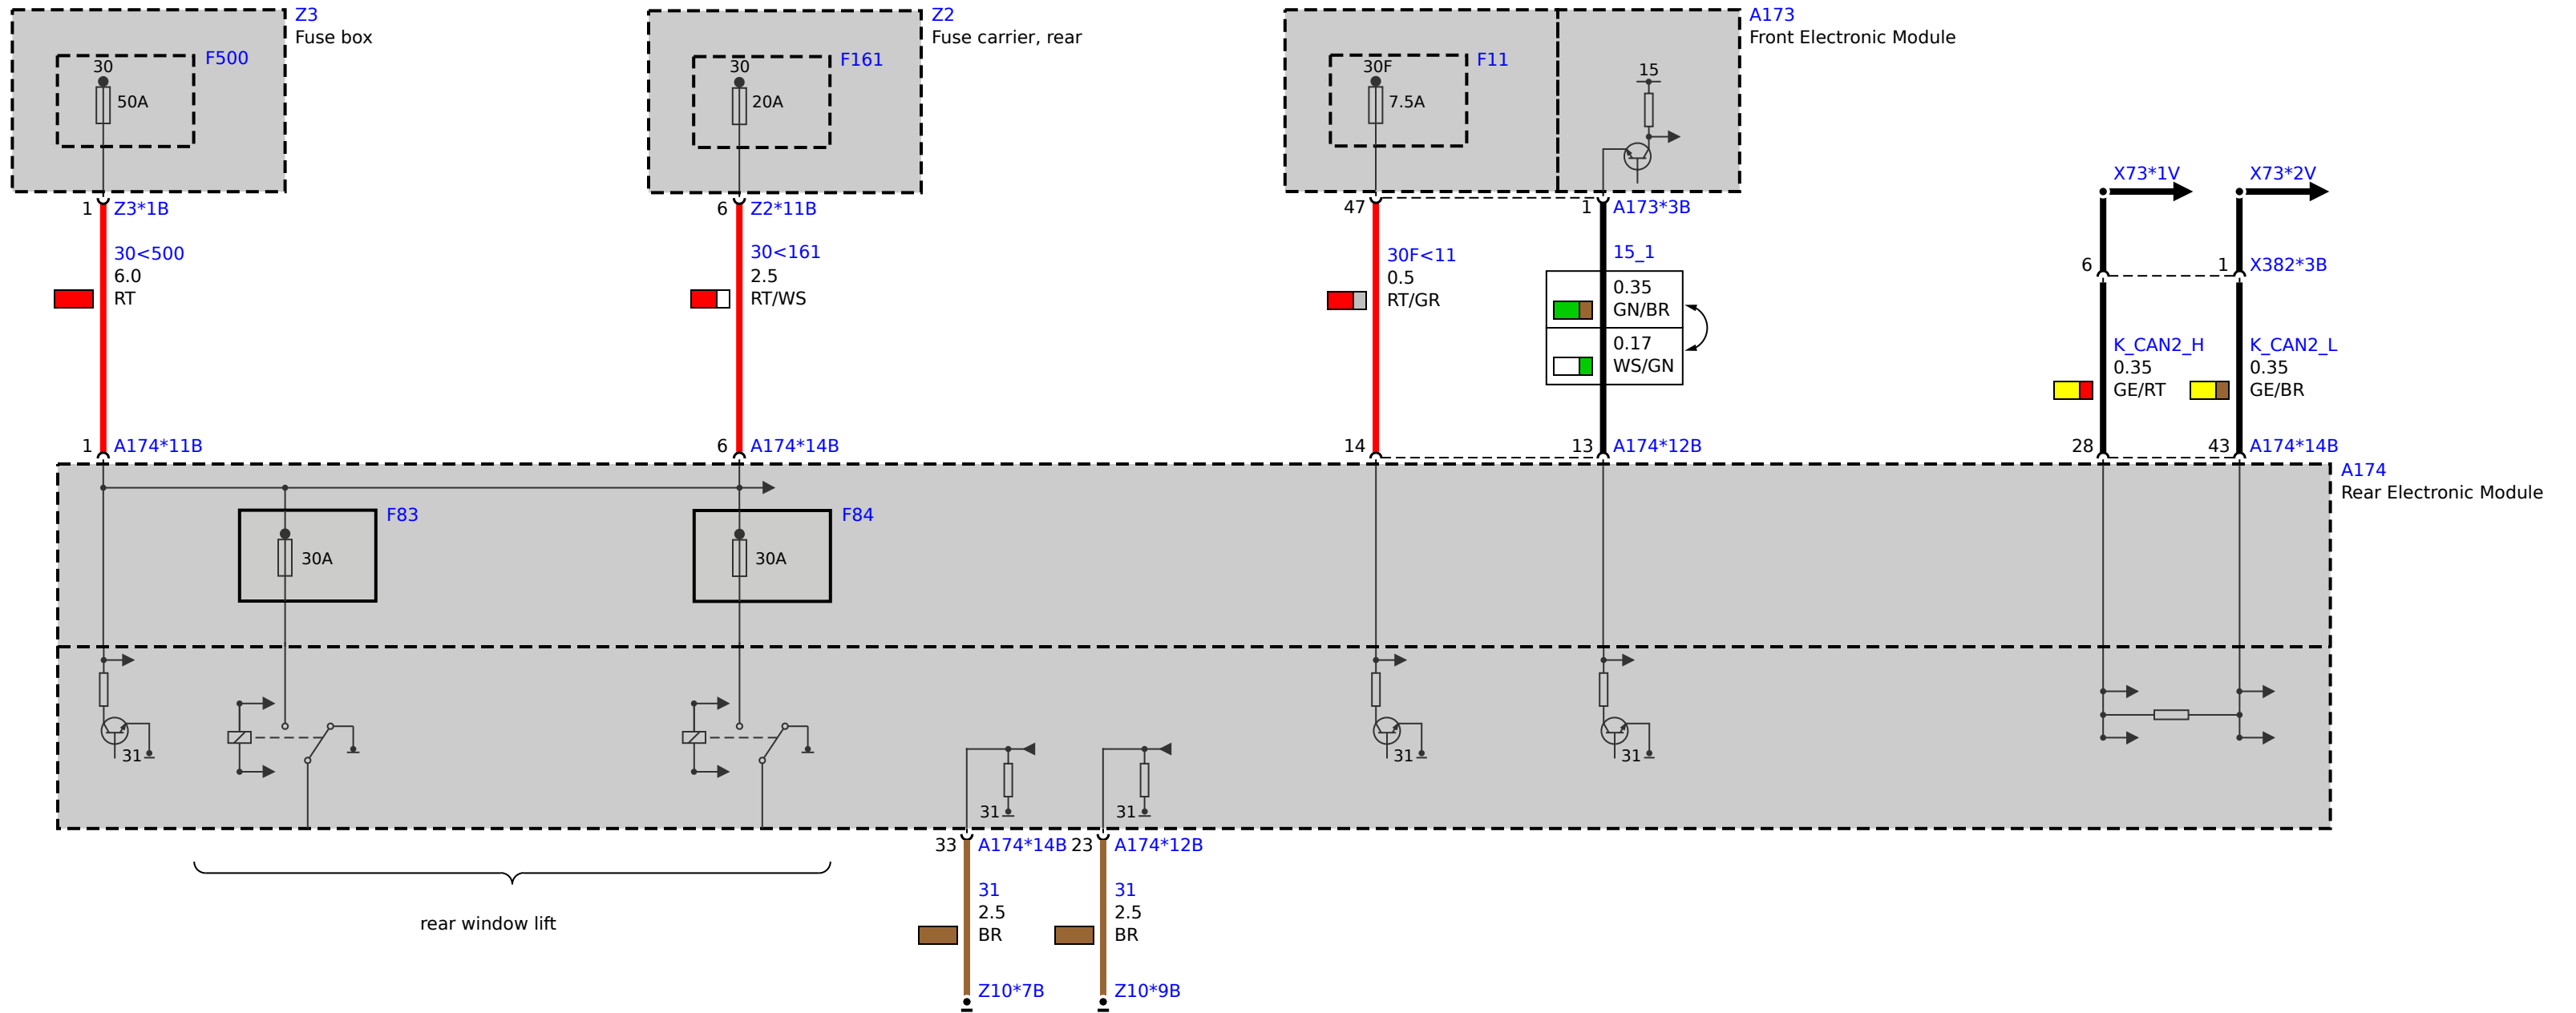 Z3
Fuse box
F500
30
50A
Z2
Fuse carrier, rear
F161
30
20A
A173
Front Electronic Module
F11
30F
7.5A
15
X73*1V
X73*2V
1
Z3*1B
6
Z2*11B
47
1
A173*3B
30<500
6.0
RT
30<161
2.5
RT/WS
30F<11
0.5
RT/GR
15_1
0.35
GN/BR
0.17
WS/GN
6
1
X382*3B
K_CAN2_H
0.35
GE/RT
K_CAN2_L
0.35
GE/BR
1
A174*11B
6
A174*14B
14
13
A174*12B
28
43
A174*14B
A174
Rear Electronic Module
F83
30A
F84
30A
31
31
31
31
31
33
A174*14B
23
A174*12B
31
2.5
BR
31
2.5
BR
rear window lift
Z10*7B
Z10*9B